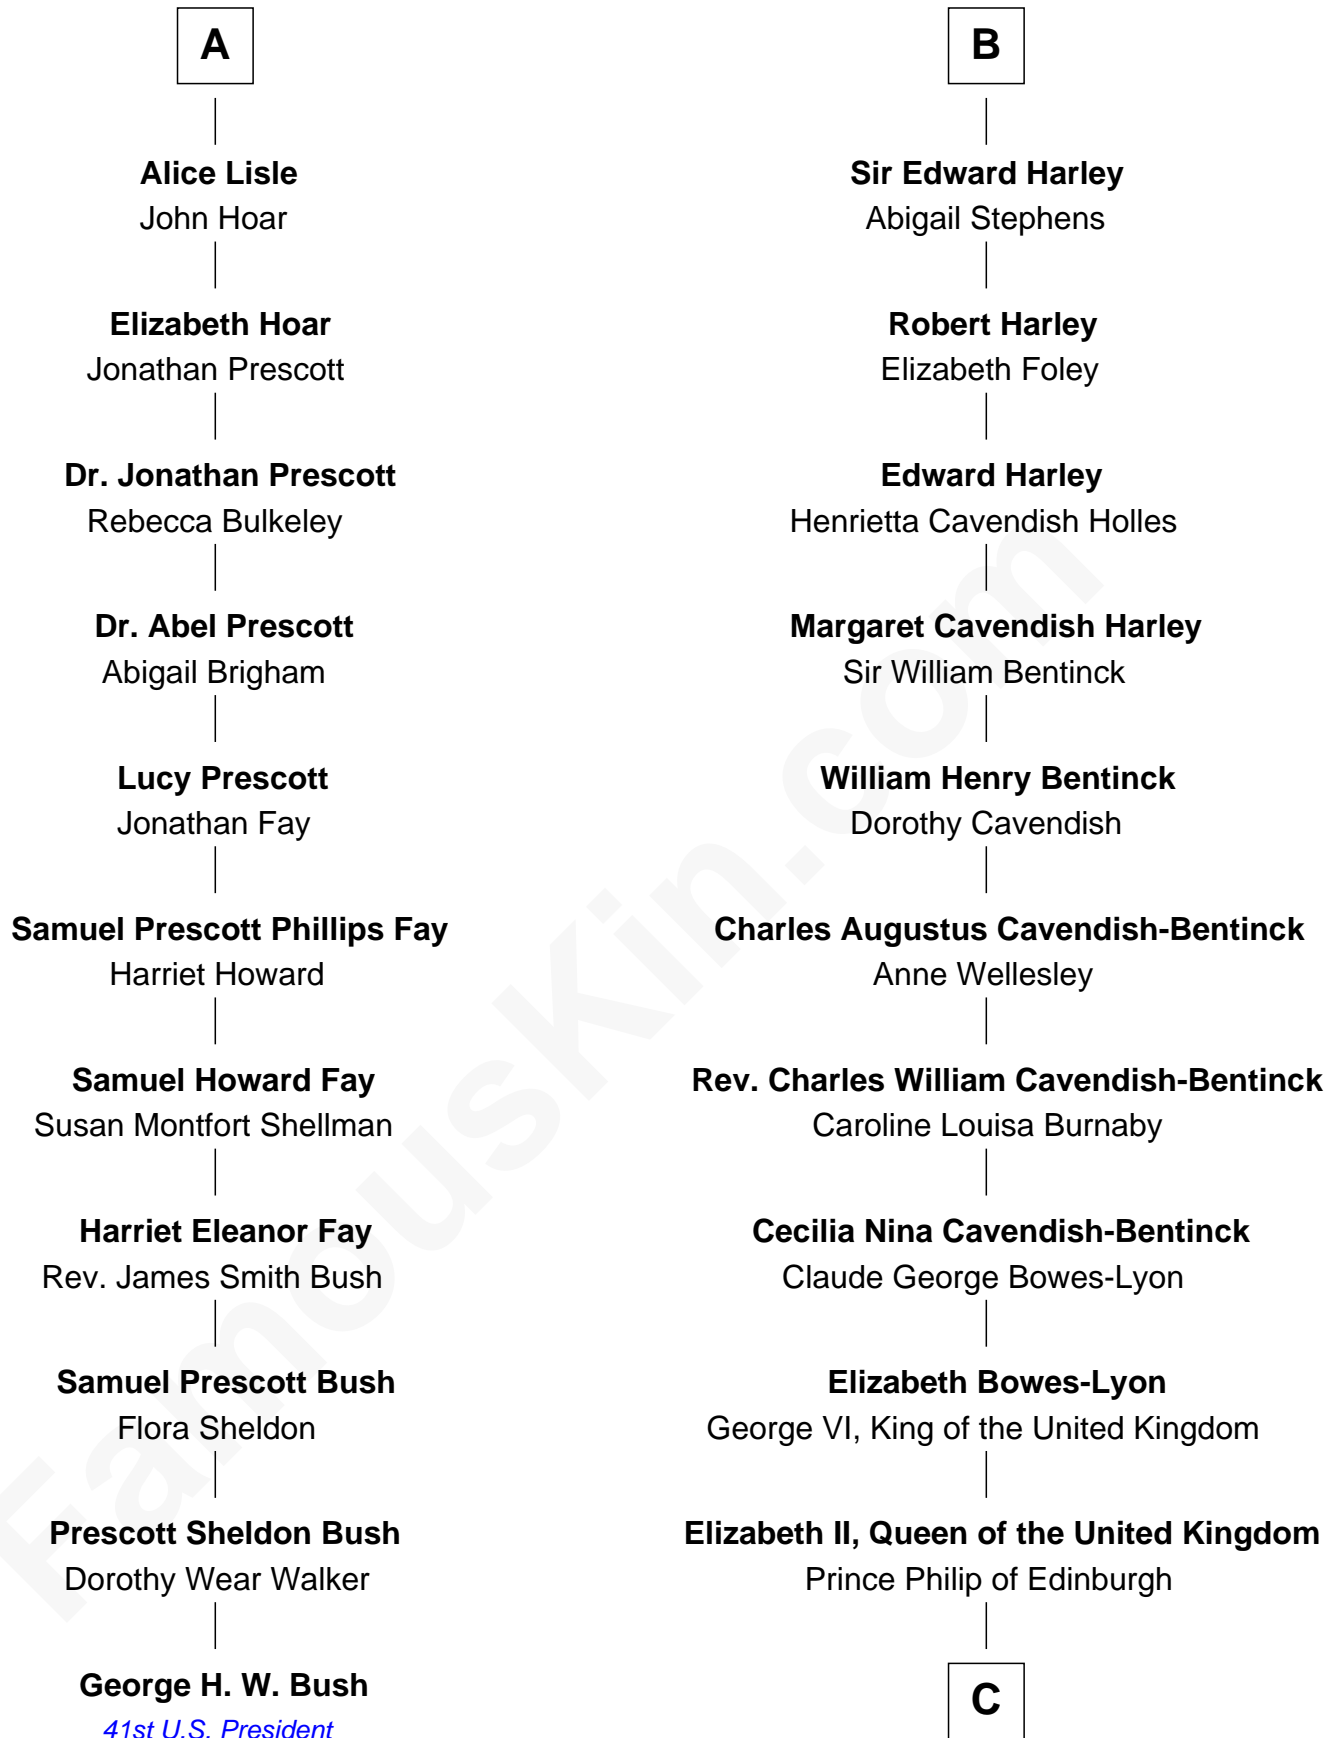 A
Alice Lisle
John Hoar
Elizabeth Hoar
Jonathan Prescott
Dr. Jonathan Prescott
Rebecca Bulkeley
Dr. Abel Prescott
Abigail Brigham
Lucy Prescott
Jonathan Fay
Samuel Prescott Phillips Fay
Harriet Howard
Samuel Howard Fay
Susan Montfort Shellman
Harriet Eleanor Fay
Rev. James Smith Bush
Samuel Prescott Bush
Flora Sheldon
Prescott Sheldon Bush
Dorothy Wear Walker
George H. W. Bush
41st U.S. President
B
Sir Edward Harley
Abigail Stephens
Robert Harley
Elizabeth Foley
Edward Harley
Henrietta Cavendish Holles
Margaret Cavendish Harley
Sir William Bentinck
William Henry Bentinck
Dorothy Cavendish
Charles Augustus Cavendish-Bentinck
Anne Wellesley
Rev. Charles William Cavendish-Bentinck
Caroline Louisa Burnaby
Cecilia Nina Cavendish-Bentinck
Claude George Bowes-Lyon
Elizabeth Bowes-Lyon
George VI, King of the United Kingdom
Elizabeth II, Queen of the United Kingdom
Prince Philip of Edinburgh
C
FamousKin.com